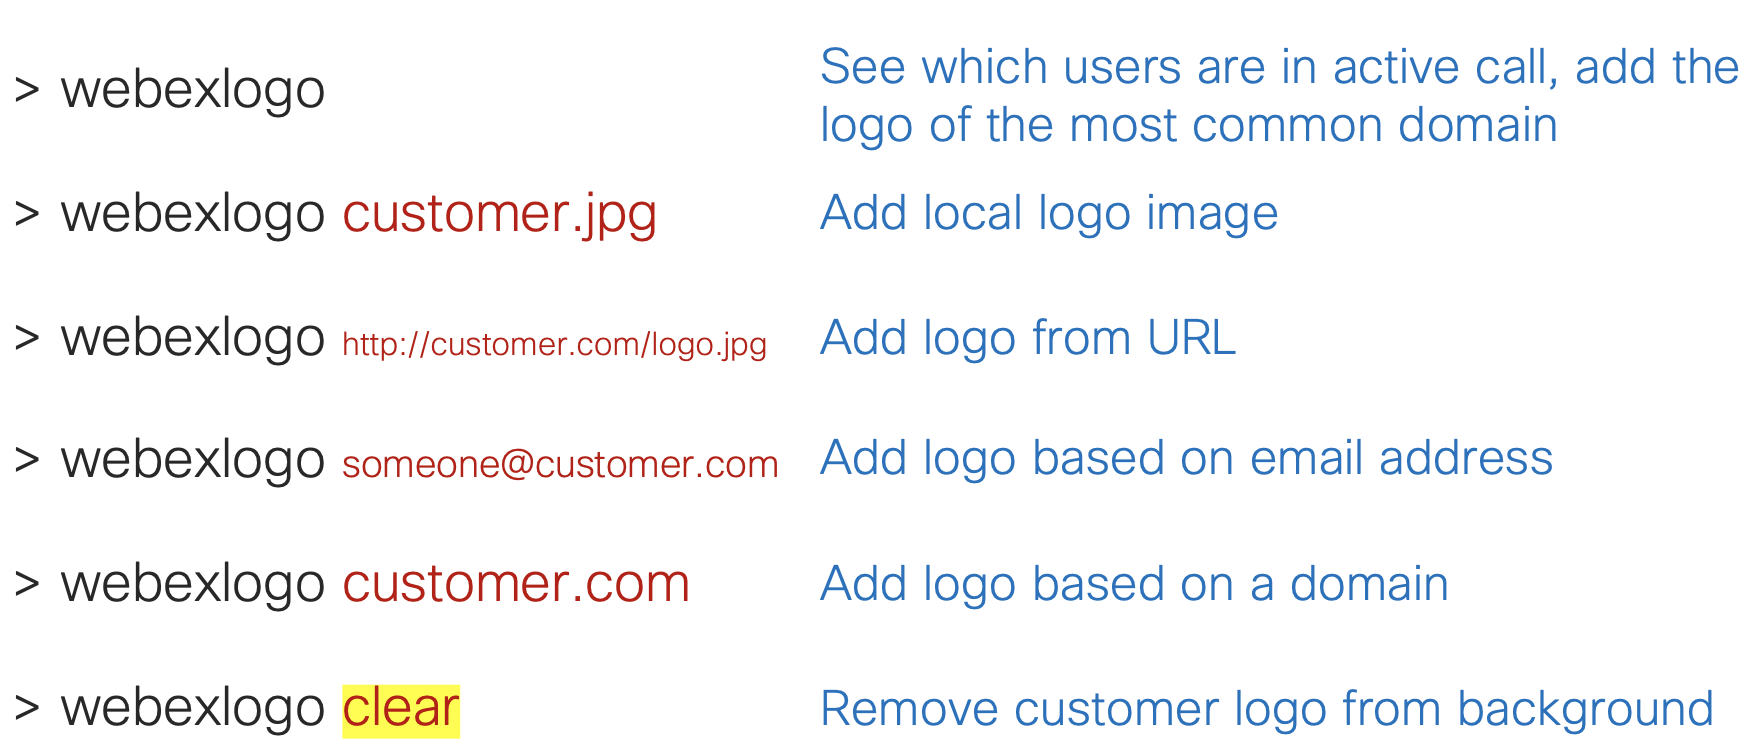 > webexlogo
See which users are in active call, add the
logo of the most common domain
> webexlogo customer.jpg
Add local logo image
> webexlogo http://customer.com/logo.jpg
Add logo from URL
> webexlogo someone@customer.com
Add logo based on email address
> webexlogo customer.com
Add logo based on a domain
> webexlogo clear
Remove customer logo from background